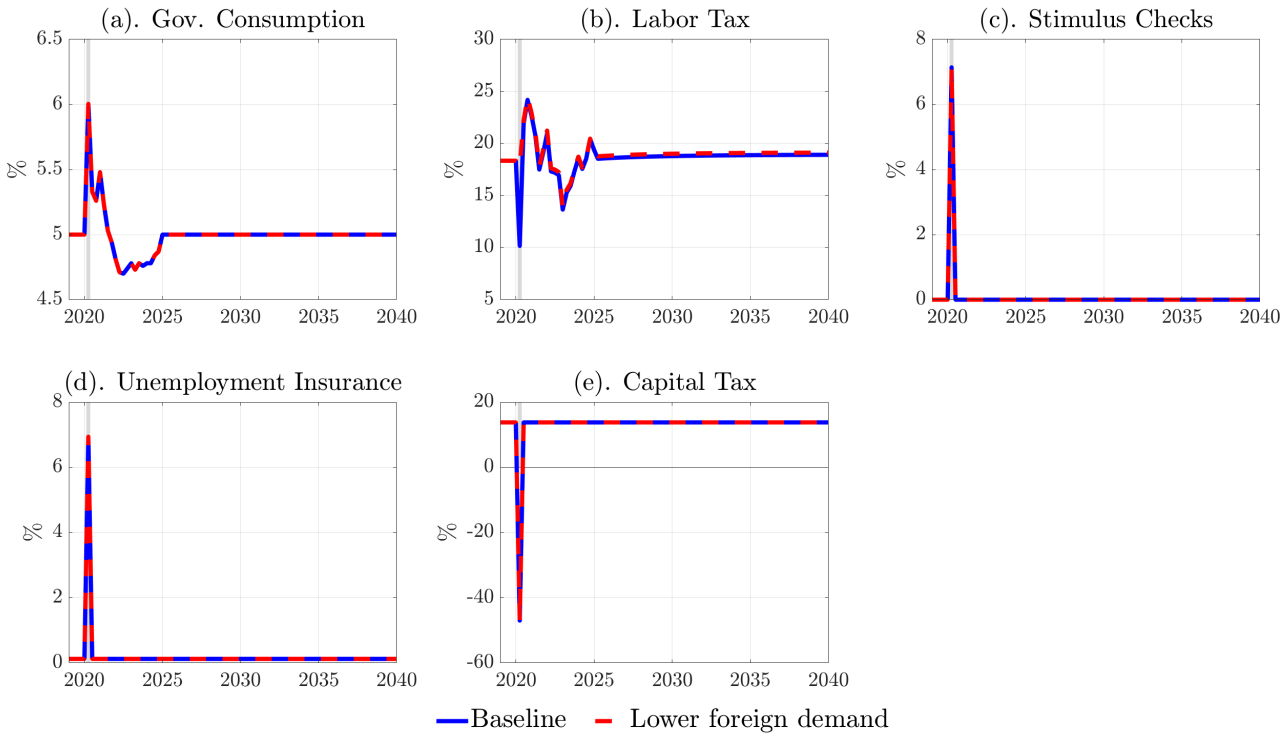 (a). Gov. Consumption
%
6.5
6
5.5
5
4.5
2020 2025 2030 2035 2040
(b). Labor Tax
%
30
25
20
15
10
5
2020 2025 2030 2035 2040
(c). Stimulus Checks
%
8
6
4
2
0
2020 2025 2030 2035 2040
(d). Unemployment Insurance
%
8
6
4
2
0
2020 2025 2030 2035 2040
(e). Capital Tax
%
20
0
-20
-40
-60
2020 2025 2030 2035 2040
Baseline Lower foreign demand